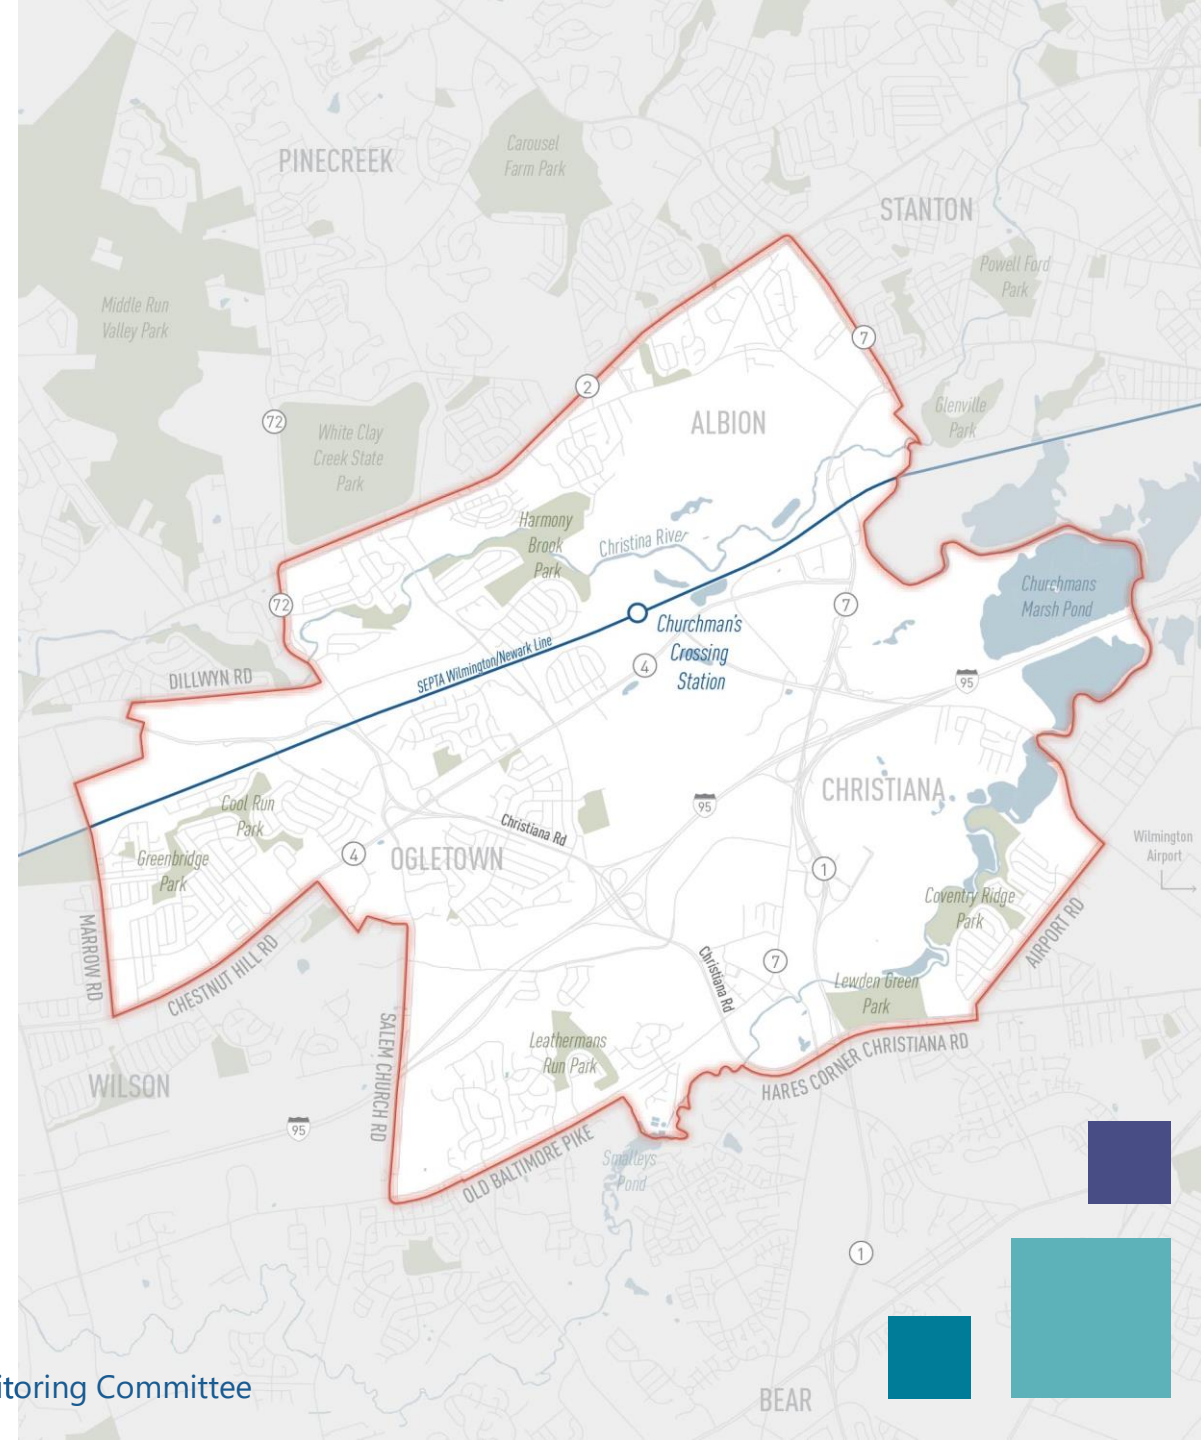 PINECREEK
Carousel
Farm Park
STANTON
Powell Ford
Park
Middle Run
Valley Park
7
2
72
White Clay
Creek State
Park
ALBION
Glenville
Park
Harmony
Brook
Park
Christina River
Churchmans
Marsh Pond
72
7
Churchman's
Crossing
Station
SEPTA Wilmington/Newark Line
4
DILLWYN RD
95
CHRISTIANA
95
Cool Run
Park
Christiana Rd
Wilmington
Airport
Greenbridge
Park
4
OGLETOWN
1
Coventry Ridge
Park
MARROW RD
CHESTNUT HILL RD
AIRPORT RD
Christiana Rd
7
Lewden Green
Park
SALEM CHURCH RD
Leathermans
Run Park
HARES CORNER CHRISTIANA RD
WILSON
95
OLD BALTIMORE PIKE
Smalleys
Pond
1
itoring Committee
BEAR